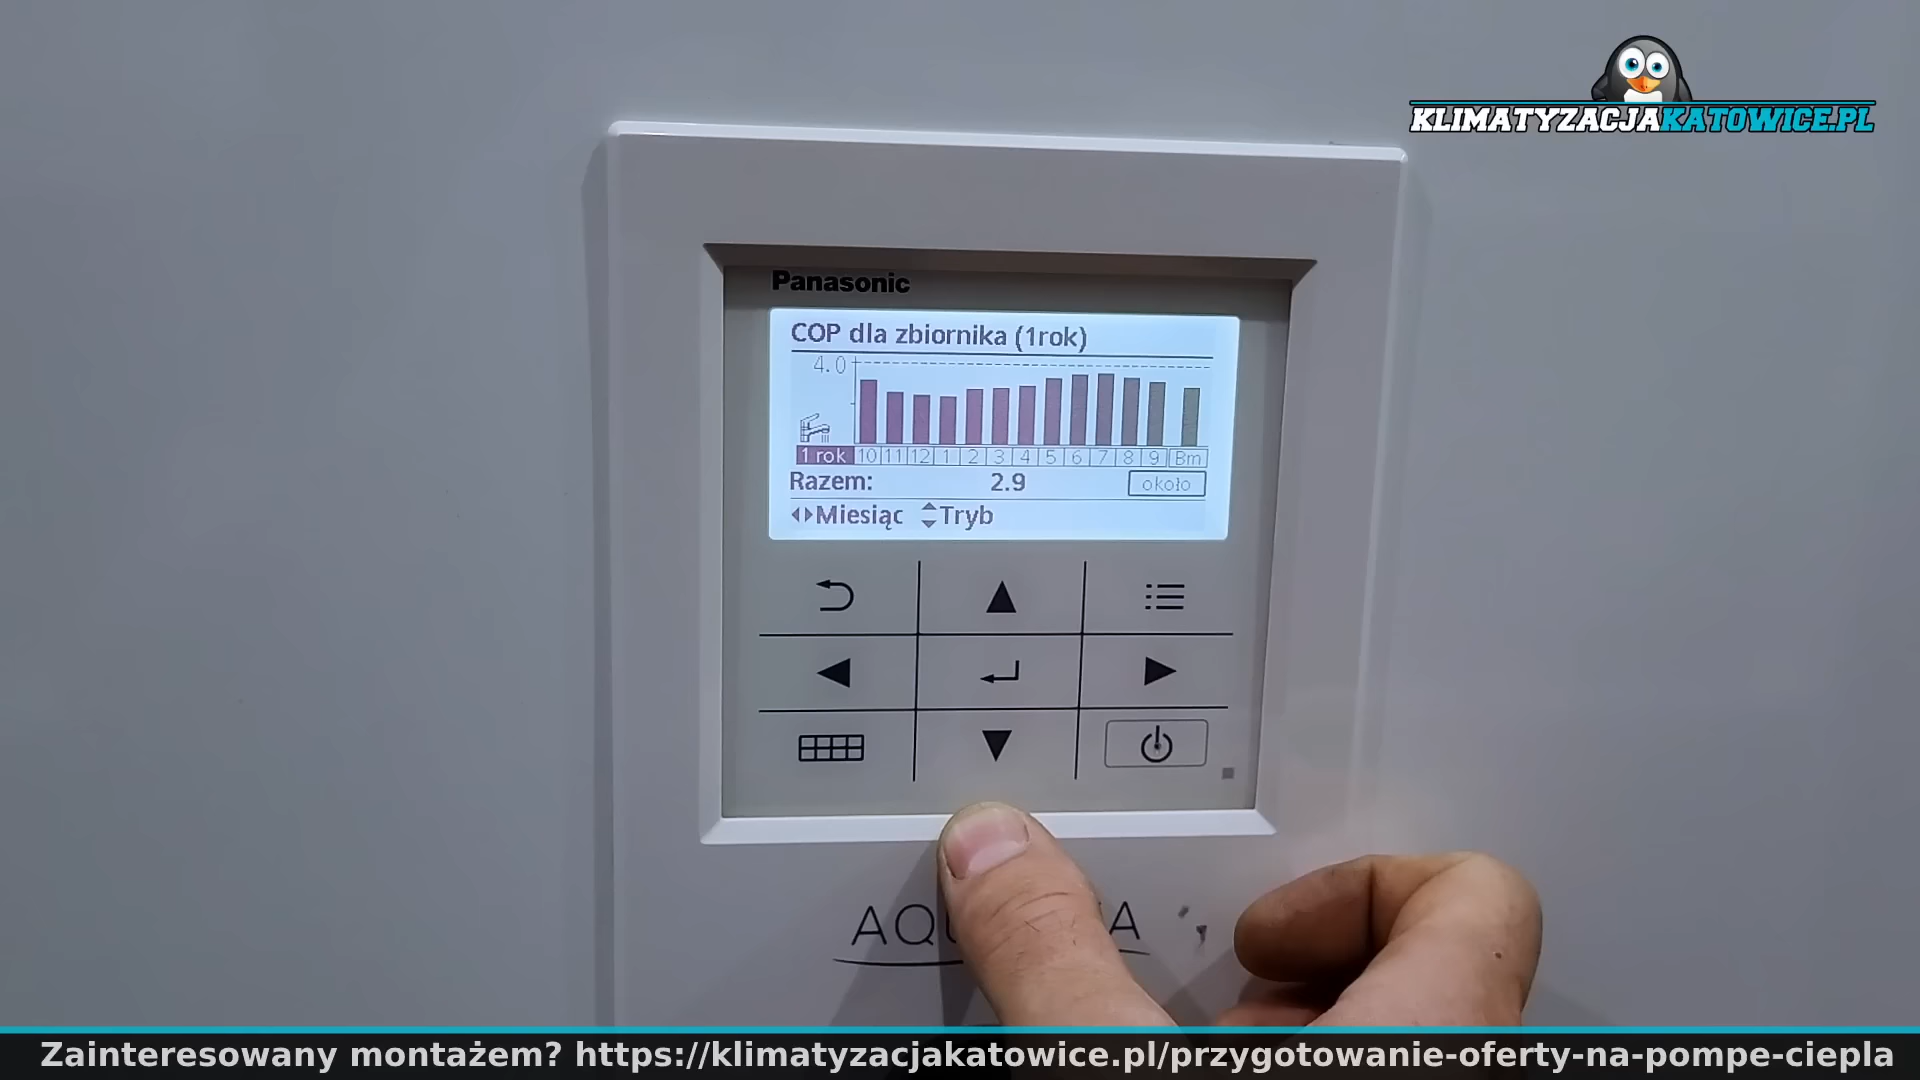 KLIMATYZACJAKATOWICE.PL
Panasonic
COP dla zbiornika (1rok)
4.0
1 rok 10 11 12 1 2 3 4 5 6 7 8 9 Bm
Razem: 2.9 około
Miesiąc Tryb
Zainteresowany montażem? https://klimatyzacjakatowice.pl/przygotowanie-oferty-na-pompe-ciepla